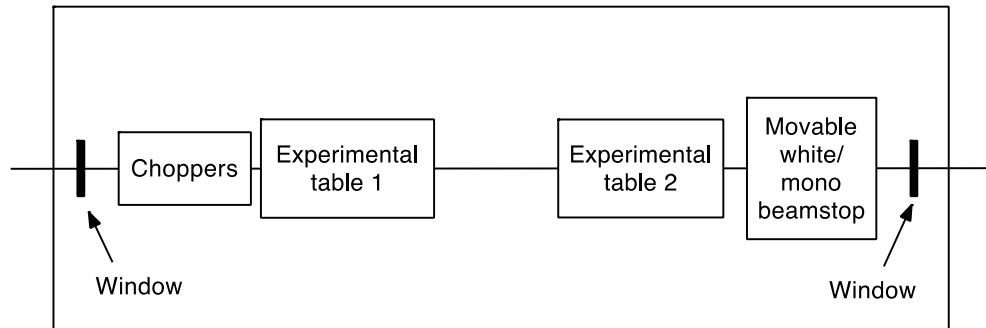 Choppers
Experimental
table 1
Experimental
table 2
Movable
white/
mono
beamstop
Window
Window